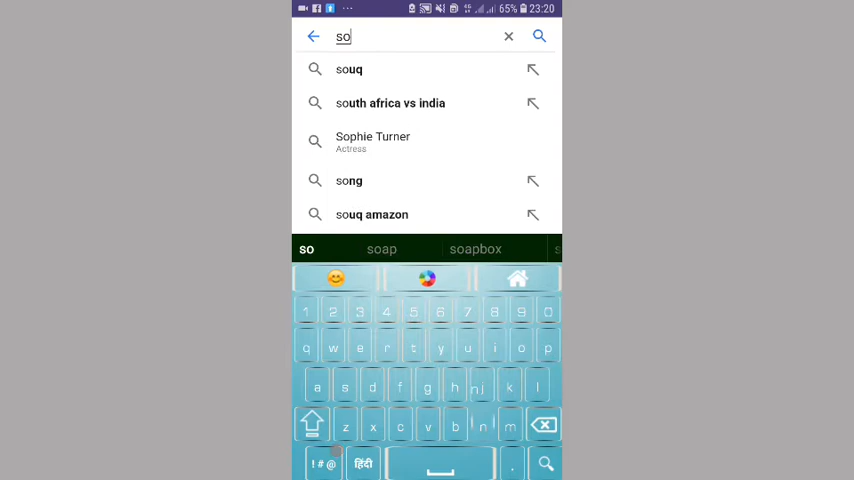 65% 23:20
so
souq
south africa vs india
Sophie Turner
Actress
song
souq amazon
so soap soapbox s
1 2 3 4 5 6 7 8 9 0
q w e r t y u i o p
a s d f g h j k l
z x c v b n m
!#@ हिंदी .